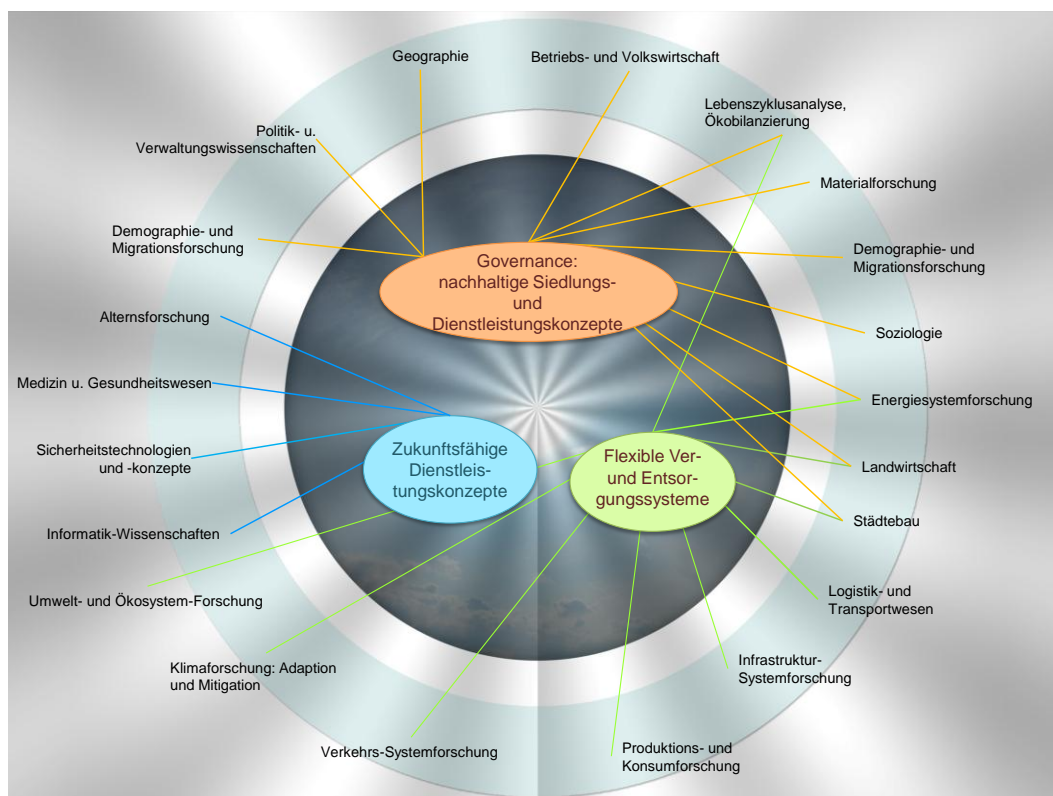 Geographie
Betriebs- und Volkswirtschaft
Lebenszyklusanalyse,
Ökobilanzierung
Politik- u.
Verwaltungswissenschaften
Materialforschung
Demographie- und
Migrationsforschung
Demographie- und
Migrationsforschung
Governance:
nachhaltige Siedlungs-
und
Dienstleistungskonzepte
Alternsforschung
Soziologie
Medizin u. Gesundheitswesen
Energiesystemforschung
Sicherheitstechnologien
und -konzepte
Zukunftsfähige
Dienstleis-
tungskonzepte
Flexible Ver-
und Entsor-
gungssysteme
Landwirtschaft
Informatik-Wissenschaften
Städtebau
Umwelt- und Ökosystem-Forschung
Logistik- und
Transportwesen
Klimaforschung: Adaption
und Mitigation
Infrastruktur-
Systemforschung
Verkehrs-Systemforschung
Produktions- und
Konsumforschung